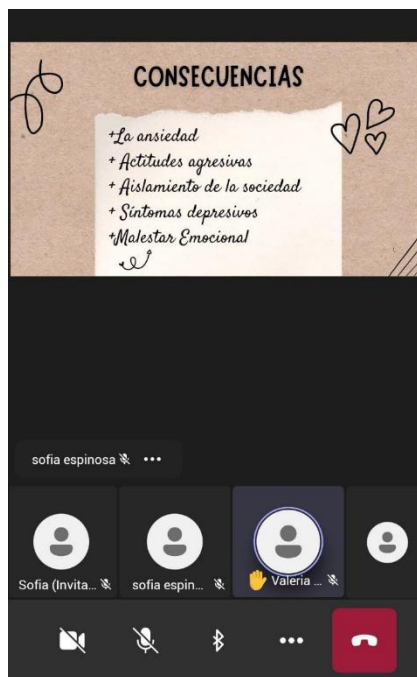 CONSECUENCIAS
+La ansiedad
+ Actitudes agresivas
+ Aislamiento de la sociedad
+ Síntomas depresivos
+Malestar Emocional
sofia espinosa
Sofia (Invita...
sofia espin...
Valeria ...